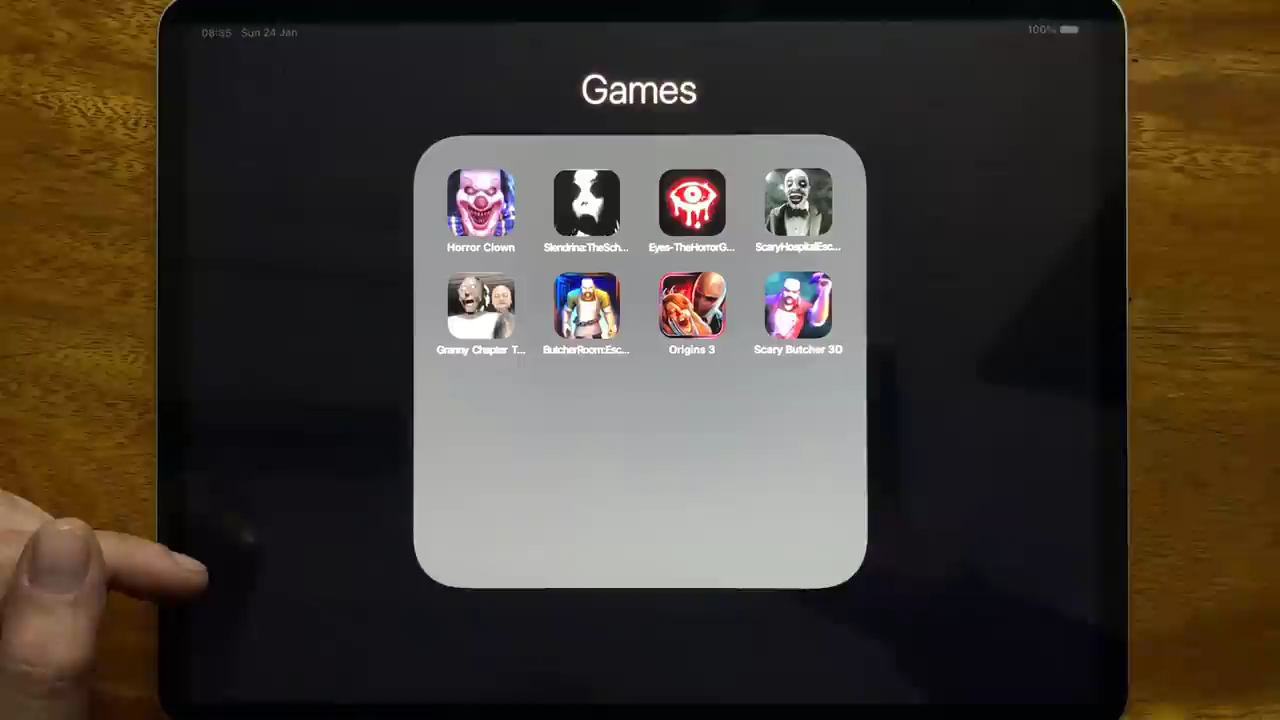 08:35 Sun 24 Jan
100%
Games
Horror Clown
Slendrina:TheSch...
Eyes-TheHorrorG...
ScaryHospitalEsc...
Granny Chapter T...
ButcherRoom:Esc...
Origins 3
Scary Butcher 3D